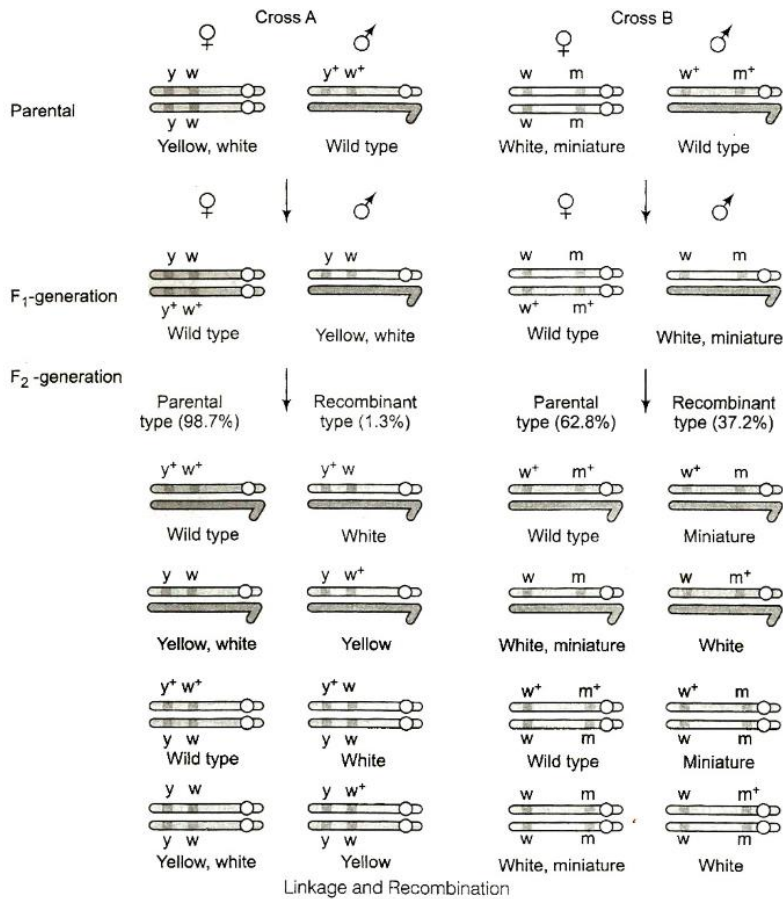 Cross A Cross B
♀ ♂ ♀ ♂
y w y⁺ w⁺ w m w⁺ m⁺
Parental
y w w m
Yellow, white Wild type White, miniature Wild type
♀ ♂ ♀ ♂
y w y w w m w m
F₁-generation
y⁺ w⁺ w⁺ m⁺
Wild type Yellow, white Wild type White, miniature
F₂ -generation
Parental Recombinant Parental Recombinant
type (98.7%) type (1.3%) type (62.8%) type (37.2%)
y⁺ w⁺ y⁺ w w⁺ m⁺ w⁺ m
Wild type White Wild type Miniature
y w y w⁺ w m w m⁺
Yellow, white Yellow White, miniature White
y⁺ w⁺ y⁺ w w⁺ m⁺ w⁺ m
y w y w w m w m
Wild type White Wild type Miniature
y w y w⁺ w m w m⁺
y w y w w m w m
Yellow, white Yellow White, miniature White
Linkage and Recombination